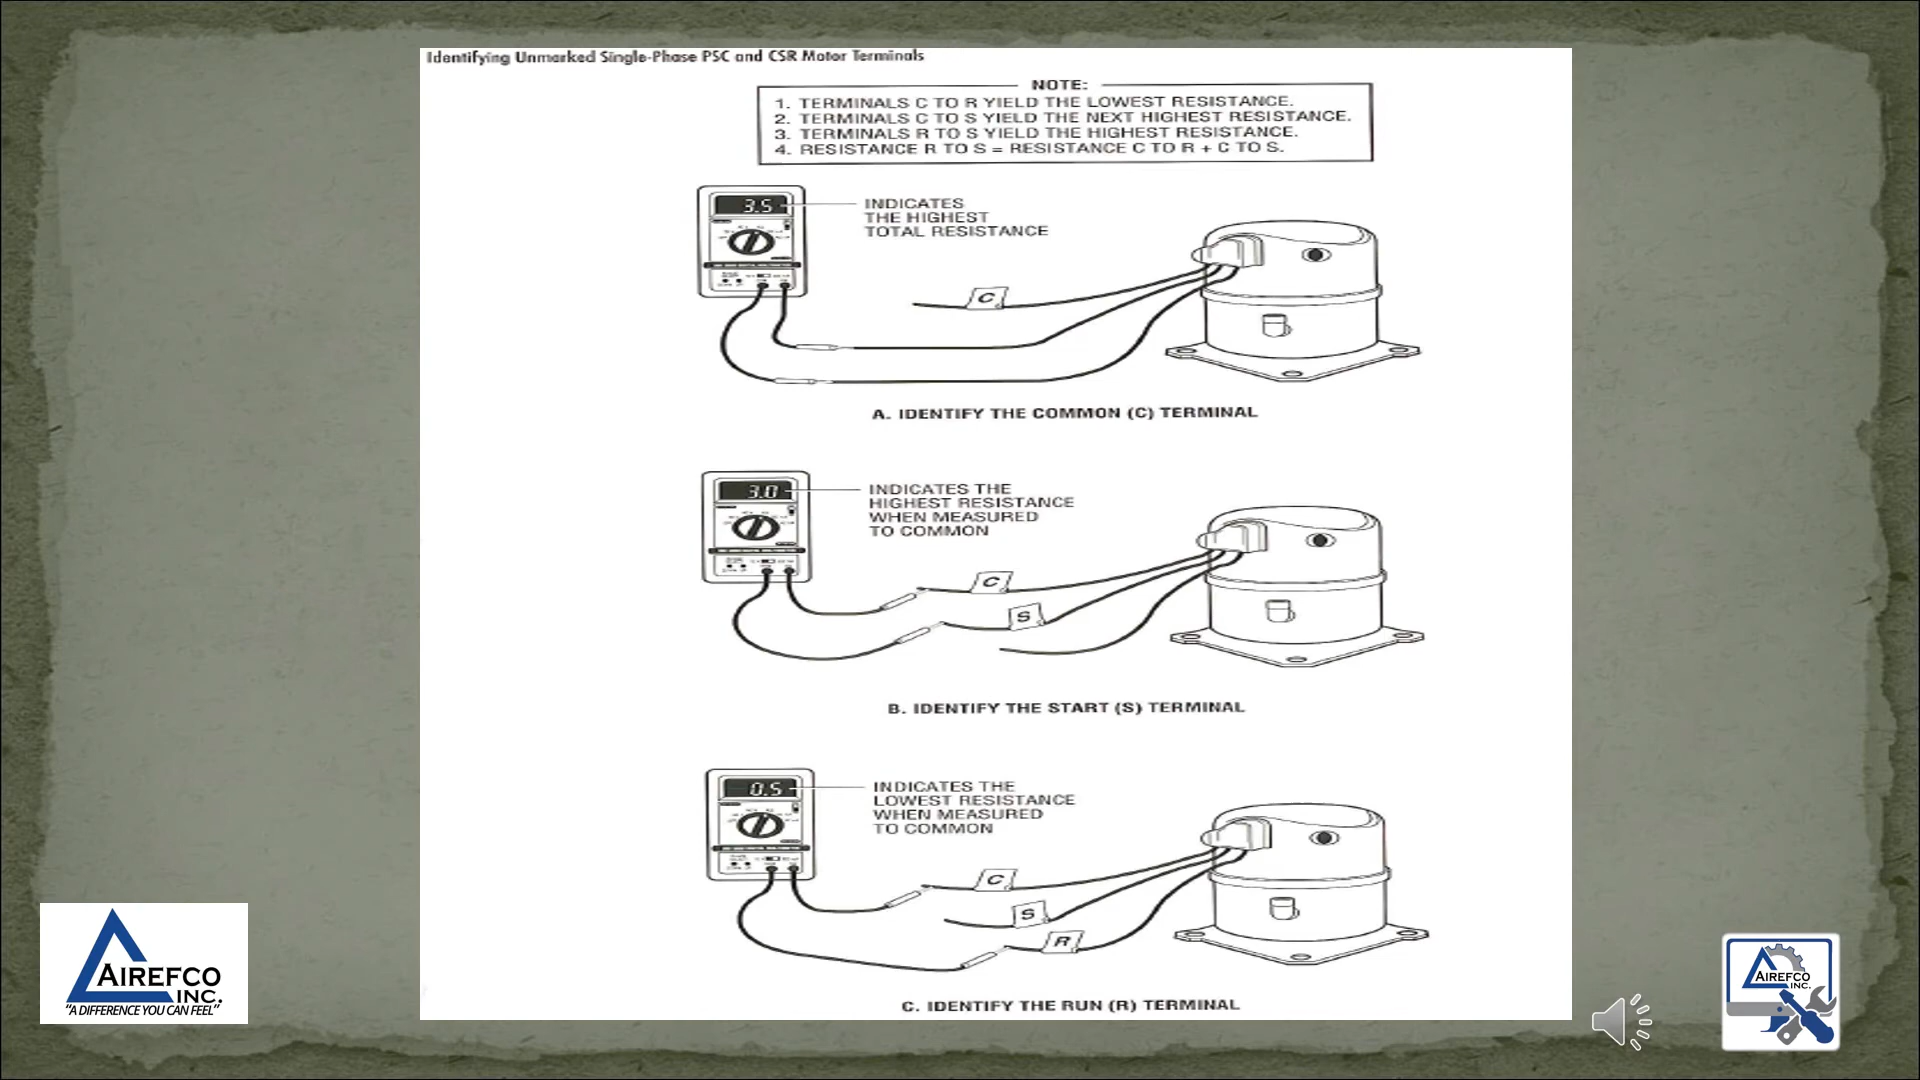 Identifying Unmarked Single-Phase PSC and CSR Motor Terminals
NOTE:
1. TERMINALS C TO R YIELD THE LOWEST RESISTANCE.
2. TERMINALS C TO S YIELD THE NEXT HIGHEST RESISTANCE.
3. TERMINALS R TO S YIELD THE HIGHEST RESISTANCE.
4. RESISTANCE R TO S = RESISTANCE C TO R + C TO S.
3.5
INDICATES
THE HIGHEST
TOTAL RESISTANCE
C
A. IDENTIFY THE COMMON (C) TERMINAL
3.0
INDICATES THE
HIGHEST RESISTANCE
WHEN MEASURED
TO COMMON
C
S
B. IDENTIFY THE START (S) TERMINAL
0.5
INDICATES THE
LOWEST RESISTANCE
WHEN MEASURED
TO COMMON
C
S
R
C. IDENTIFY THE RUN (R) TERMINAL
AIREFCO
INC.
"A DIFFERENCE YOU CAN FEEL"
AIREFCO
INC.